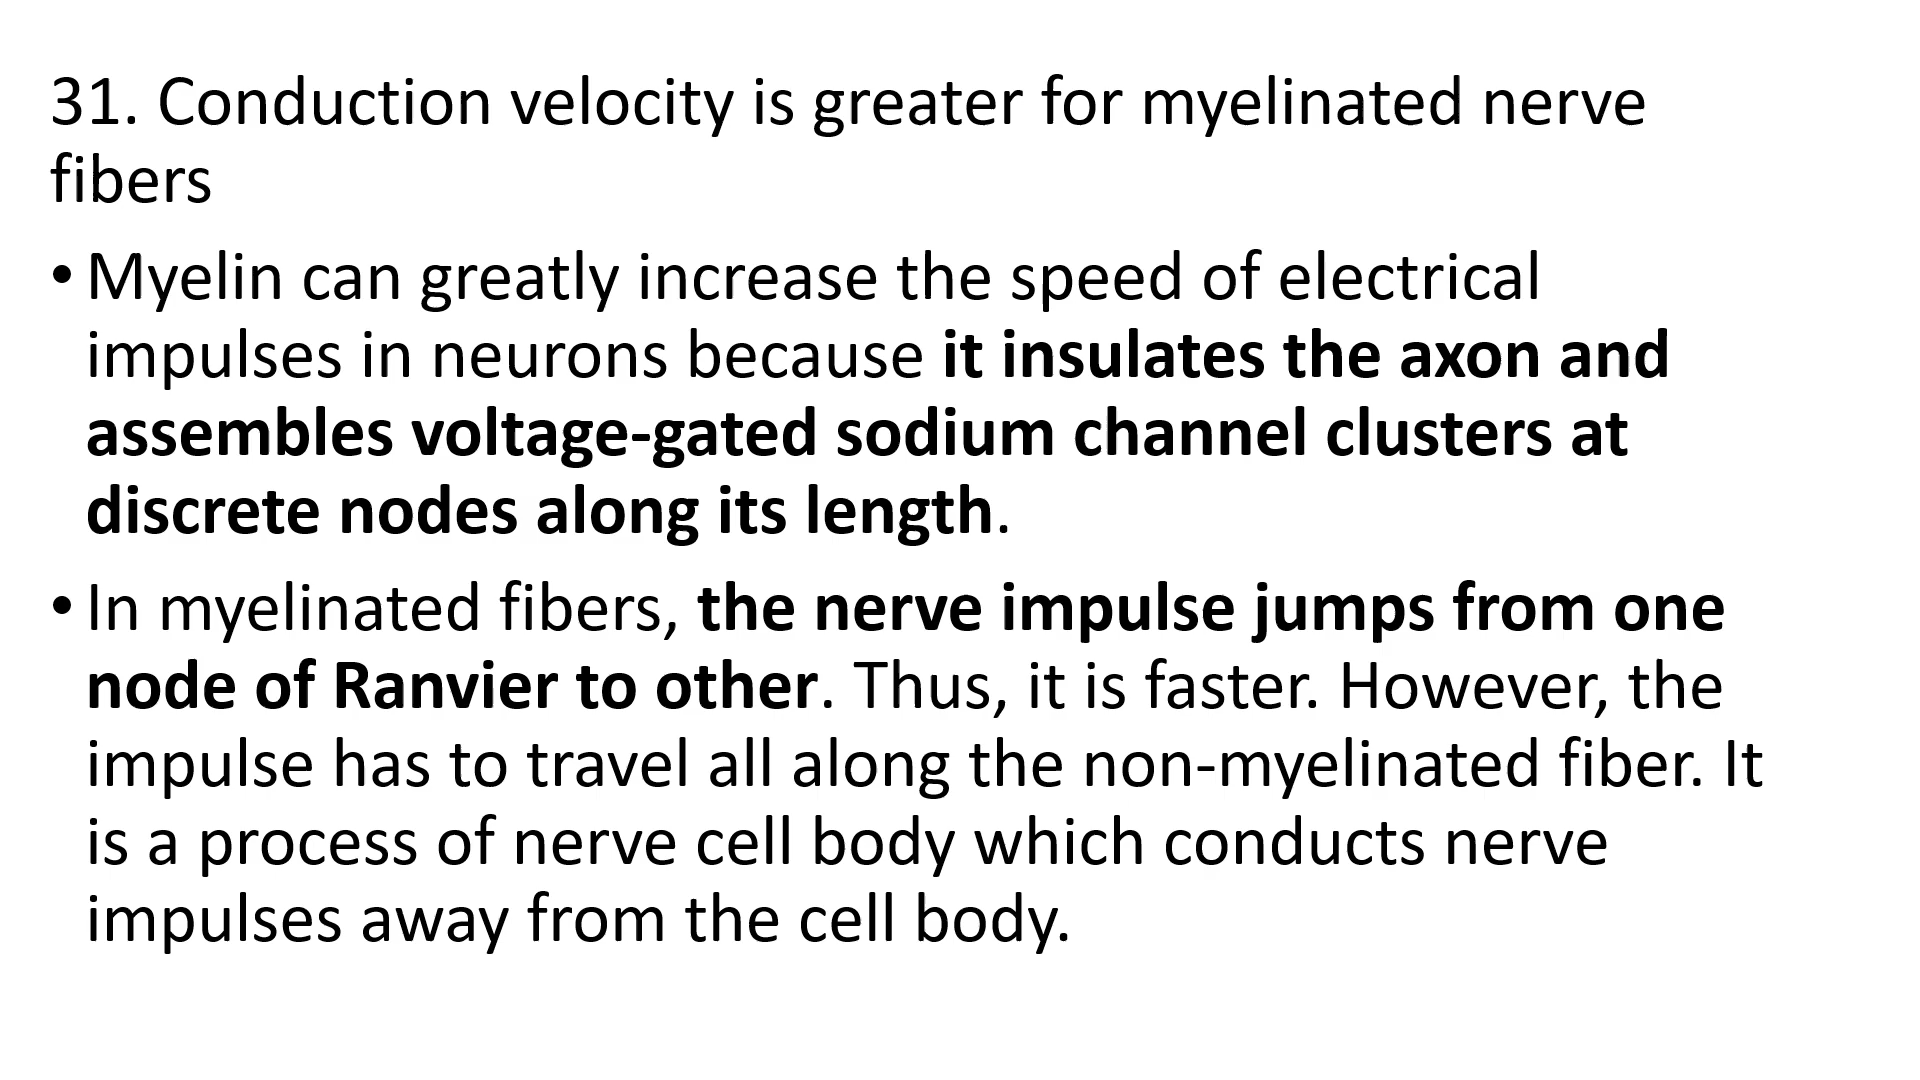 31. Conduction velocity is greater for myelinated nerve
fibers
• Myelin can greatly increase the speed of electrical
impulses in neurons because it insulates the axon and
assembles voltage-gated sodium channel clusters at
discrete nodes along its length.
• In myelinated fibers, the nerve impulse jumps from one
node of Ranvier to other. Thus, it is faster. However, the
impulse has to travel all along the non-myelinated fiber. It
is a process of nerve cell body which conducts nerve
impulses away from the cell body.